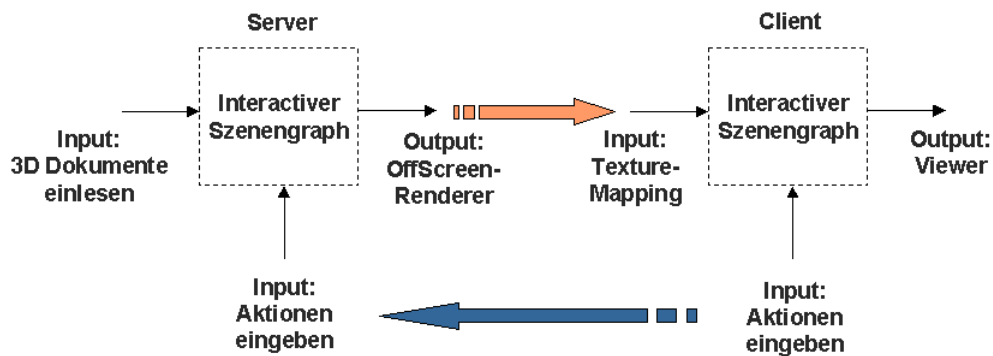 Server
Client
Interactiver
Szenengraph
Interactiver
Szenengraph
Input:
3D Dokumente
einlesen
Output:
OffScreen-
Renderer
Input:
Texture-
Mapping
Output:
Viewer
Input:
Aktionen
eingeben
Input:
Aktionen
eingeben